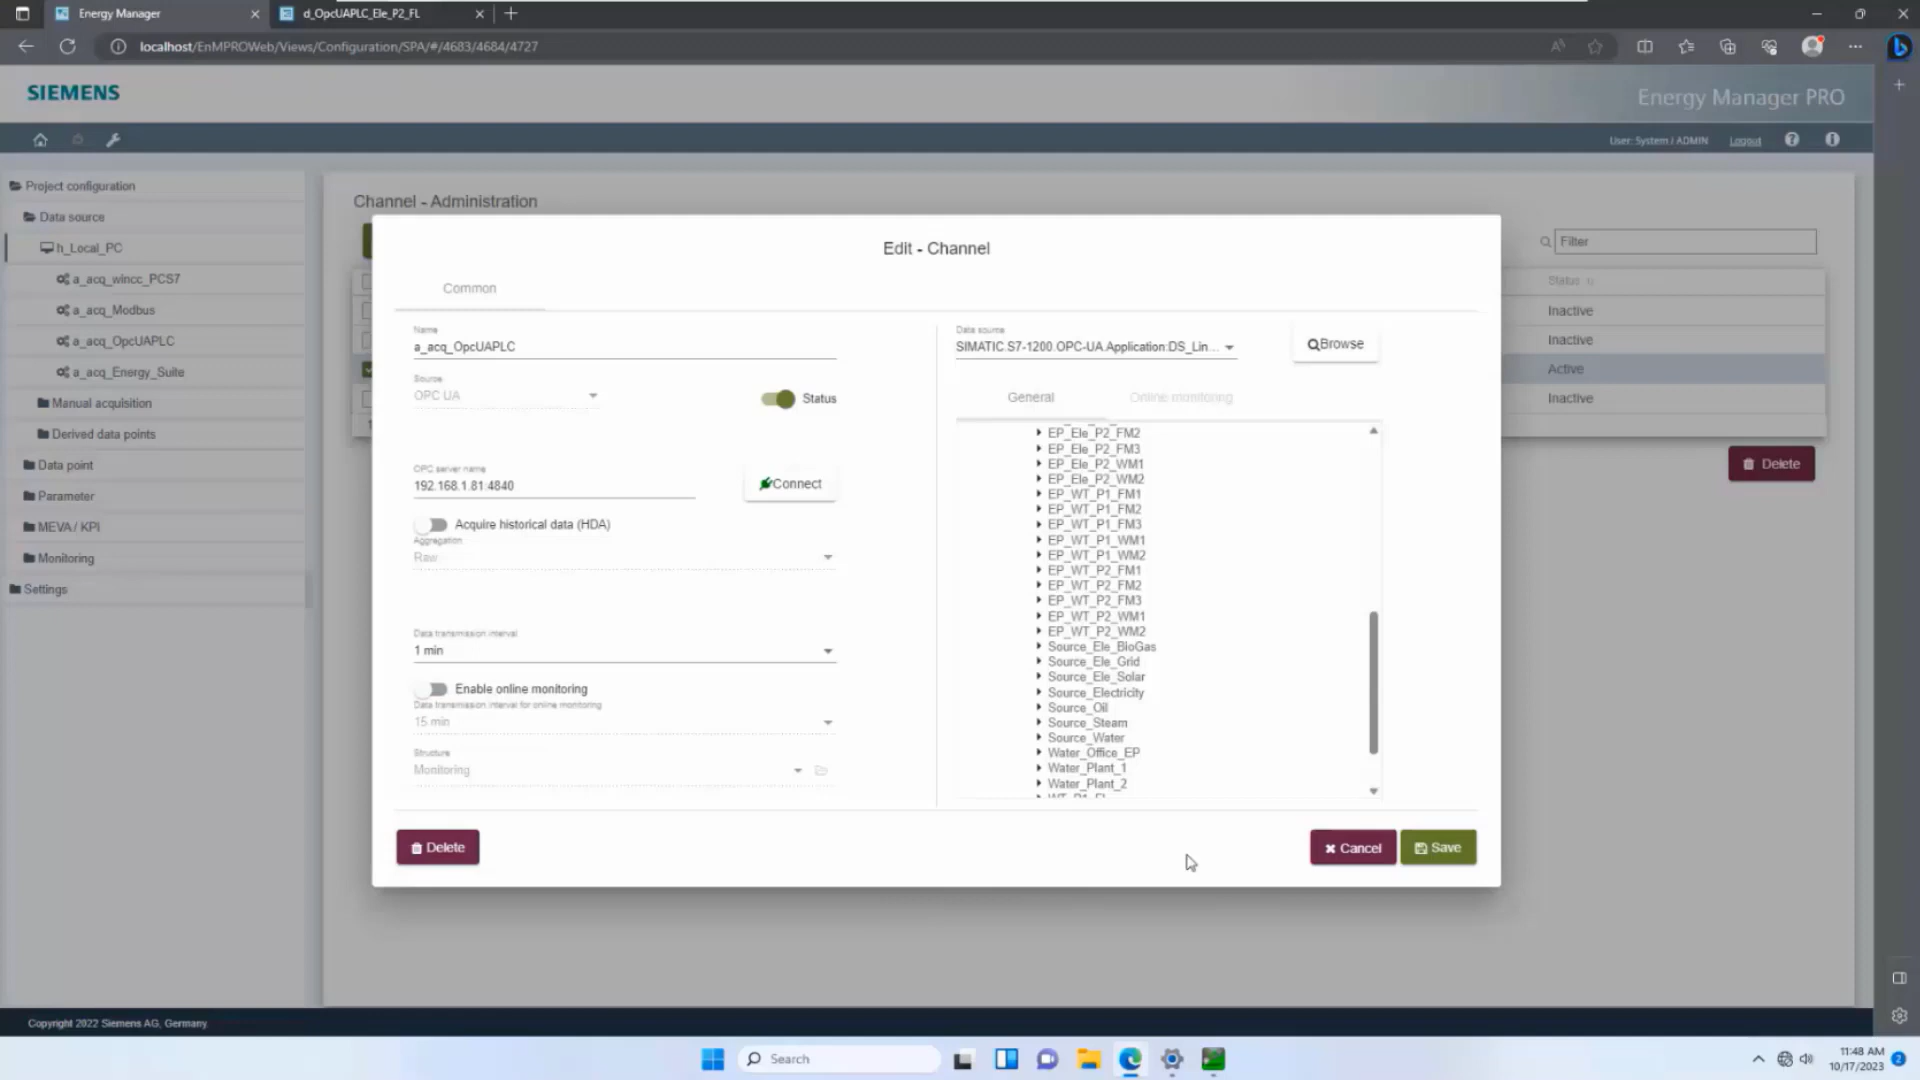 Energy Manager
d_OpcUAPLC_Ele_P2_FL
localhost/EnMPROWeb/Views/Configuration/SPA/#/4683/4684/4727
SIEMENS
Energy Manager PRO
User: System / ADMIN
Logout
Project configuration
Data source
h_Local_PC
a_acq_wincc_PCS7
a_acq_Modbus
a_acq_OpcUAPLC
a_acq_Energy_Suite
Manual acquisition
Derived data points
Data point
Parameter
MEVA / KPI
Monitoring
Settings
Channel - Administration
Filter
Status
Inactive
Inactive
Active
Inactive
Delete
Edit - Channel
Common
Name
a_acq_OpcUAPLC
Source
OPC UA
Status
OPC server name
192.168.1.81:4840
Connect
Acquire historical data (HDA)
Aggregation
Raw
Data transmission interval
1 min
Enable online monitoring
Data transmission interval for online monitoring
15 min
Structure
Monitoring
Data source
SIMATIC.S7-1200.OPC-UA.Application:DS_Lin...
Browse
General
Online monitoring
EP_Ele_P2_FM2
EP_Ele_P2_FM3
EP_Ele_P2_WM1
EP_Ele_P2_WM2
EP_WT_P1_FM1
EP_WT_P1_FM2
EP_WT_P1_FM3
EP_WT_P1_WM1
EP_WT_P1_WM2
EP_WT_P2_FM1
EP_WT_P2_FM2
EP_WT_P2_FM3
EP_WT_P2_WM1
EP_WT_P2_WM2
Source_Ele_BioGas
Source_Ele_Grid
Source_Ele_Solar
Source_Electricity
Source_Oil
Source_Steam
Source_Water
Water_Office_EP
Water_Plant_1
Water_Plant_2
Delete
Cancel
Save
Copyright 2022 Siemens AG, Germany
Search
11:48 AM
10/17/2023
2